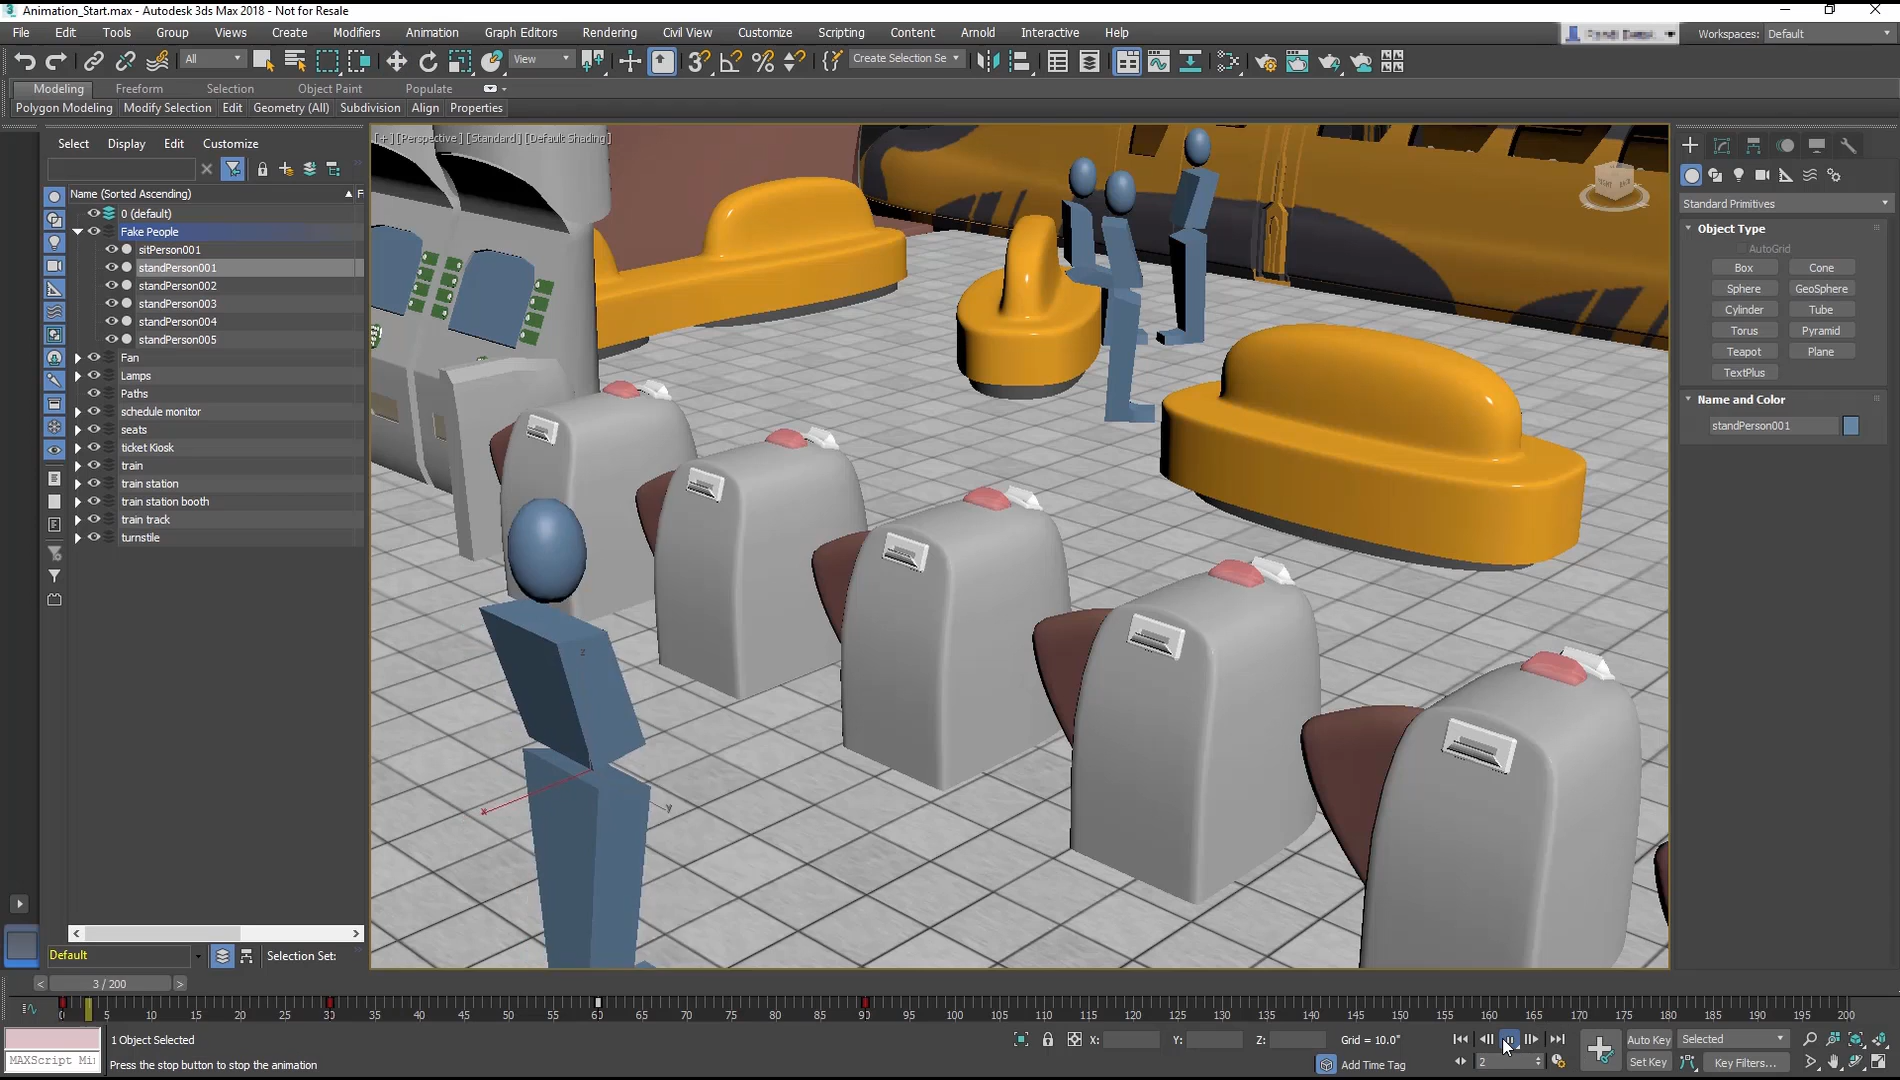 Animation_Start.max - Autodesk 3ds Max 2018 - Not for Resale
File Edit Tools Group Views Create Modifiers Animation Graph Editors Rendering Civil View Customize Scripting Content Arnold Interactive Help
Workspaces: Default
All
View
Create Selection Se
Modeling Freeform Selection Object Paint Populate
Polygon Modeling Modify Selection Edit Geometry (All) Subdivision Align Properties
Select Display Edit Customize
Name (Sorted Ascending) F
0 (default)
Fake People
sitPerson001
standPerson001
standPerson002
standPerson003
standPerson004
standPerson005
Fan
Lamps
Paths
schedule monitor
seats
ticket Kiosk
train
train station
train station booth
train track
turnstile
Default
Selection Set:
[+] [Perspective] [Standard] [Default Shading]
z
x
y
Standard Primitives
Object Type
AutoGrid
Box Cone
Sphere GeoSphere
Cylinder Tube
Torus Pyramid
Teapot Plane
TextPlus
Name and Color
standPerson001
< 3 / 200 >
0 5 10 15 20 25 30 35 40 45 50 55 60 65 70 75 80 85 90 95 100 105 110 115 120 125 130 135 140 145 150 155 160 165 170 175 180 185 190 195 200
1 Object Selected
X: Y: Z: Grid = 10.0"
Auto Key Selected
MAXScript Mi
Press the stop button to stop the animation
Add Time Tag
2
Set Key Key Filters...